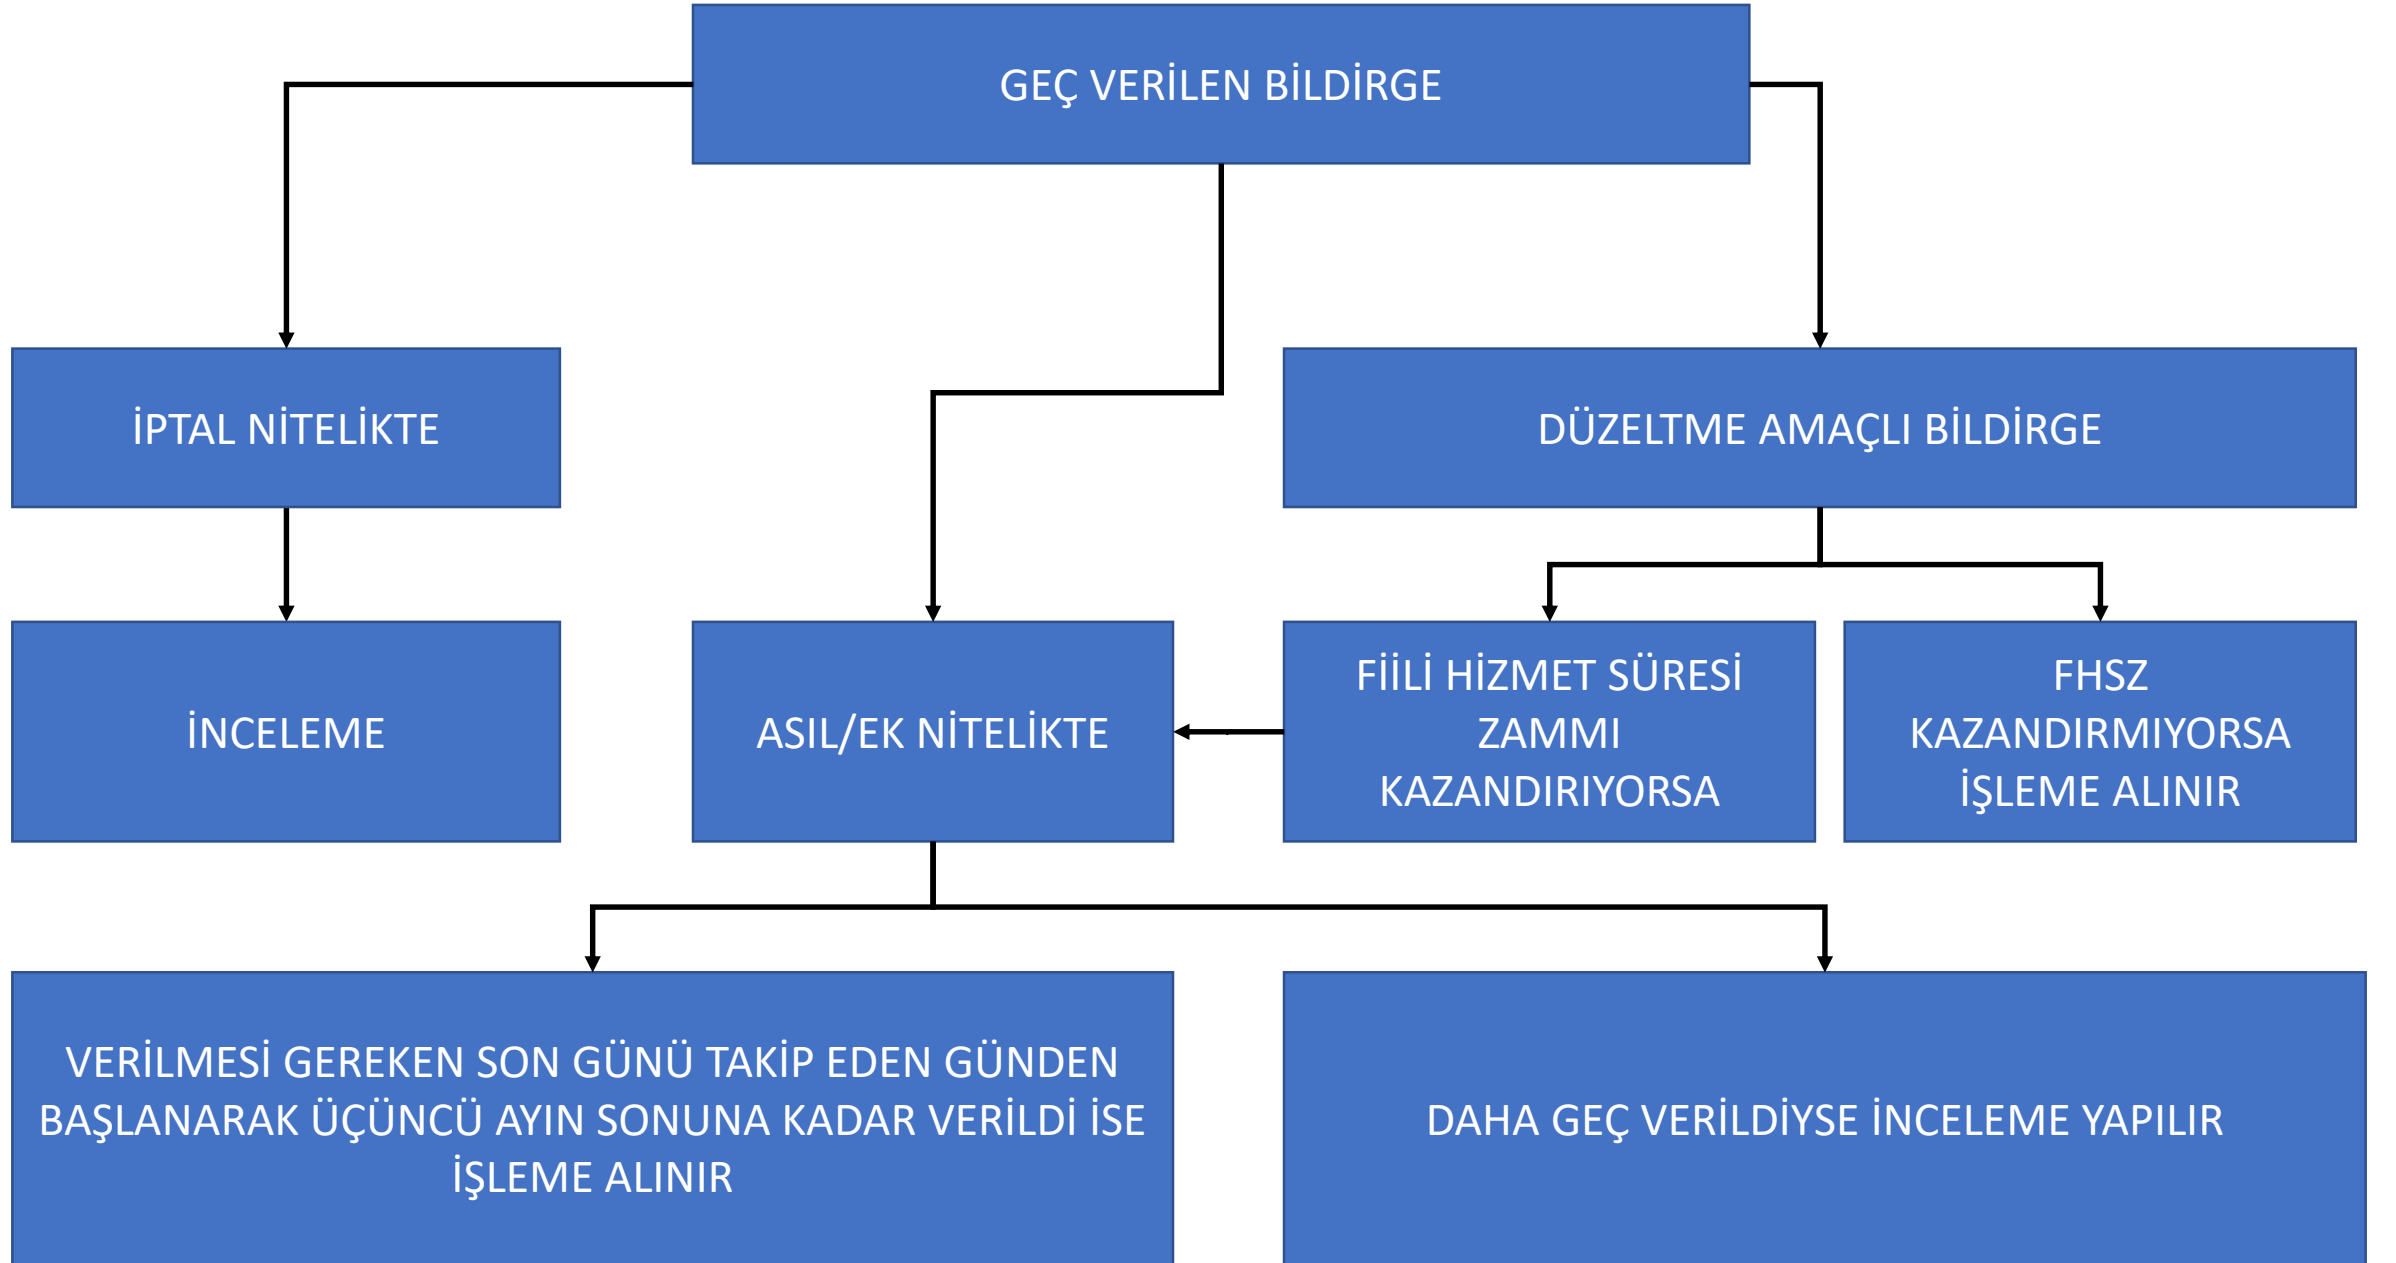 GEÇ VERİLEN BİLDİRGE
İPTAL NİTELİKTE
DÜZELTME AMAÇLI BİLDİRGE
İNCELEME
ASIL/EK NİTELİKTE
FİİLİ HİZMET SÜRESİ
ZAMMI
KAZANDIRIYORSA
FHSZ
KAZANDIRMIYORSA
İŞLEME ALINIR
VERİLMESİ GEREKEN SON GÜNÜ TAKİP EDEN GÜNDEN
BAŞLANARAK ÜÇÜNCÜ AYIN SONUNA KADAR VERİLDİ İSE
İŞLEME ALINIR
DAHA GEÇ VERİLDİYSE İNCELEME YAPILIR